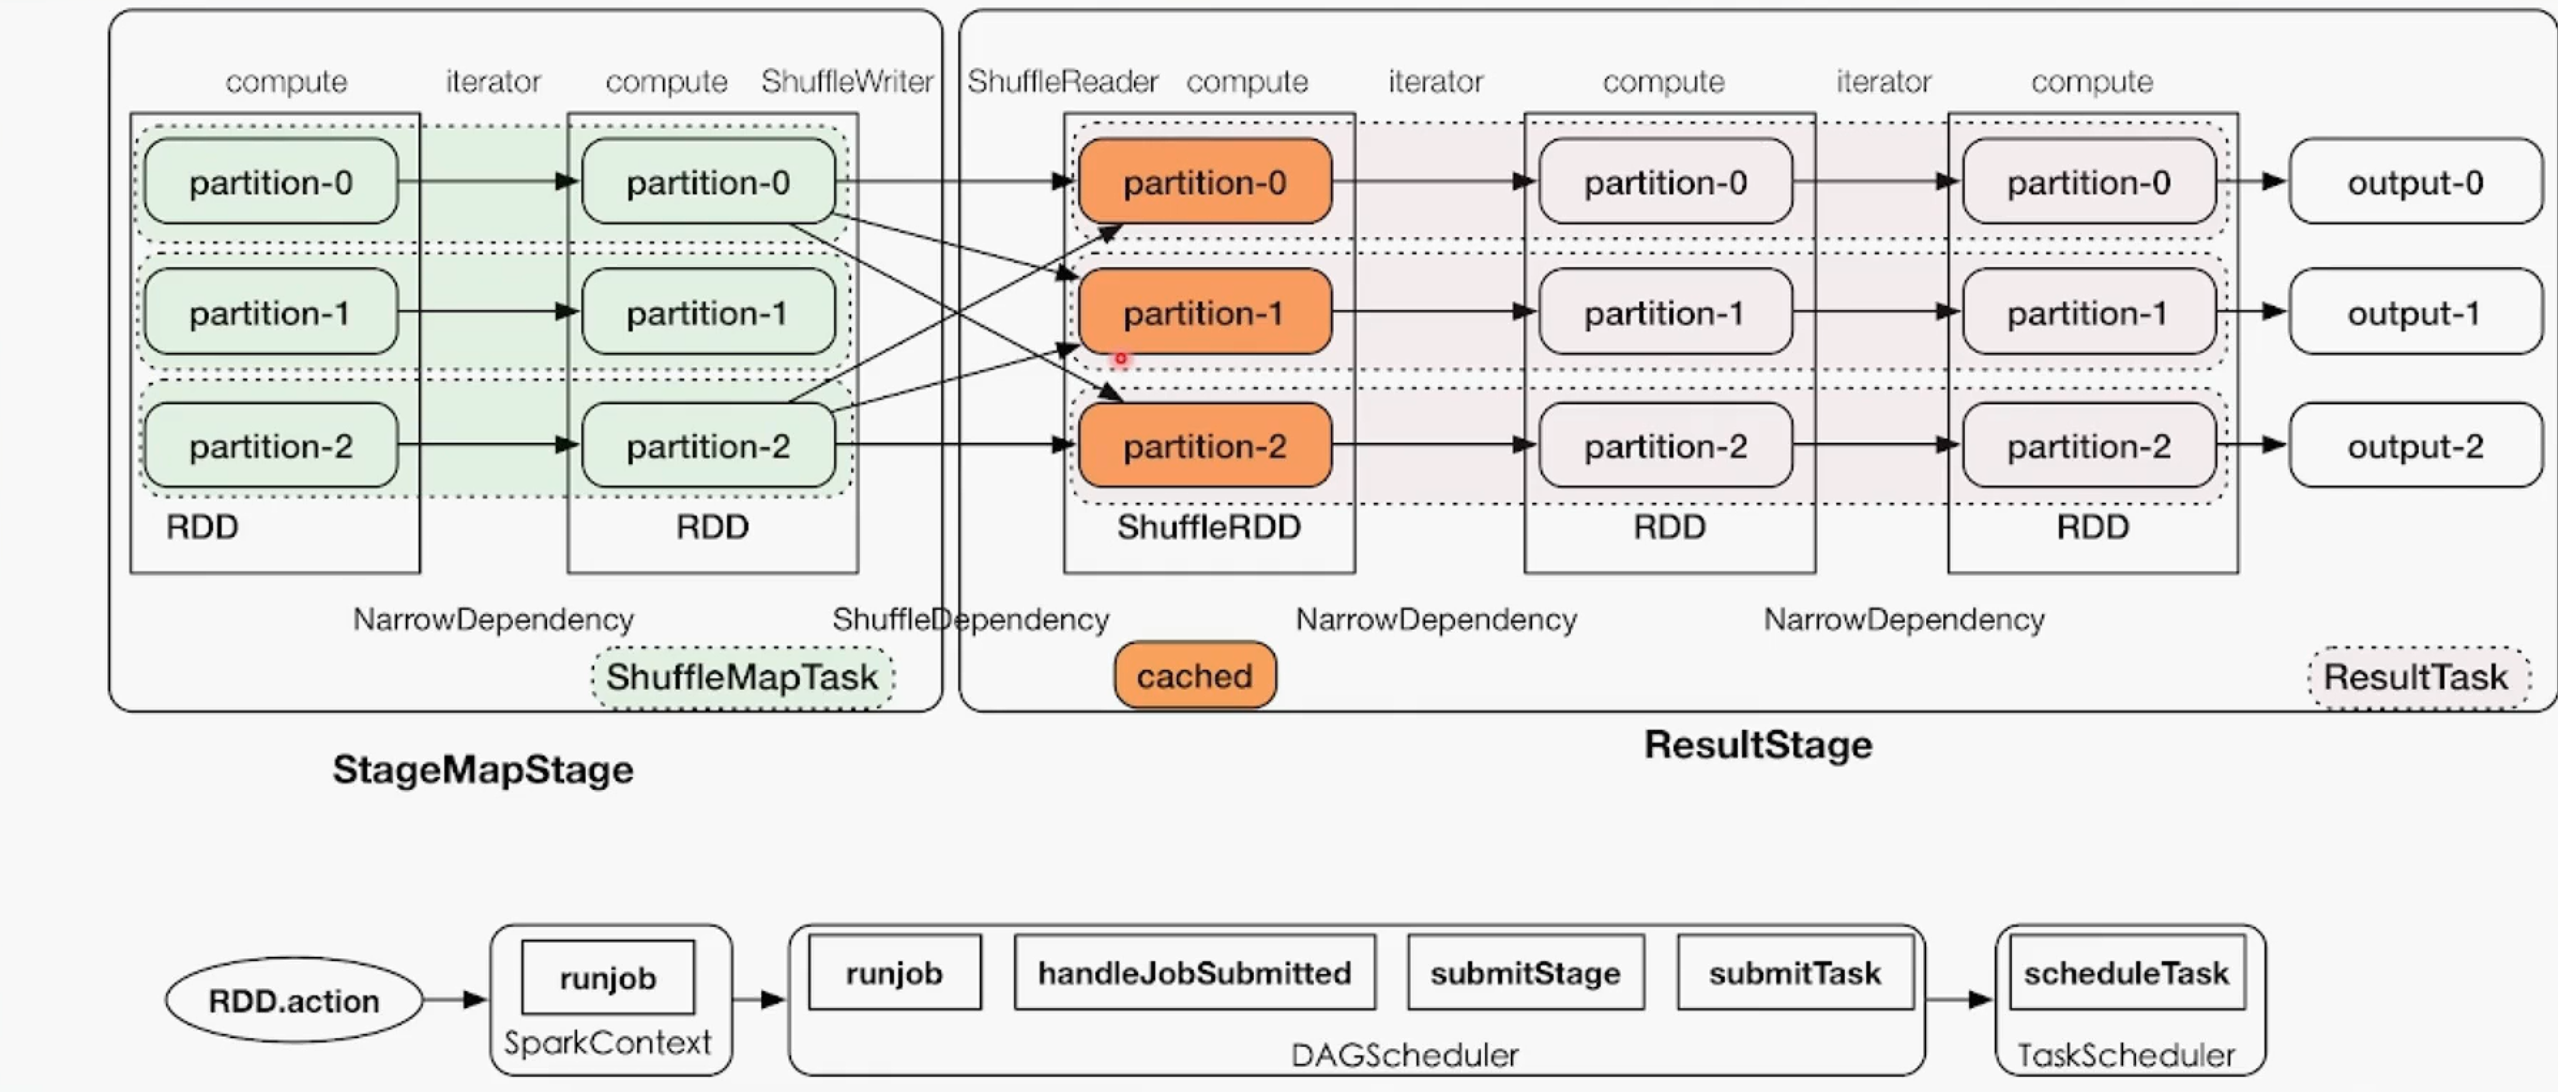 compute iterator compute ShuffleWriter ShuffleReader compute iterator compute iterator compute
partition-0 partition-0 partition-0 partition-0 partition-0 output-0
partition-1 partition-1 partition-1 partition-1 partition-1 output-1
partition-2 partition-2 partition-2 partition-2 partition-2 output-2
RDD RDD ShuffleRDD RDD RDD
NarrowDependency ShuffleDependency NarrowDependency NarrowDependency
ShuffleMapTask cached ResultTask
StageMapStage ResultStage
RDD.action runjob runjob handleJobSubmitted submitStage submitTask scheduleTask
SparkContext DAGScheduler TaskScheduler